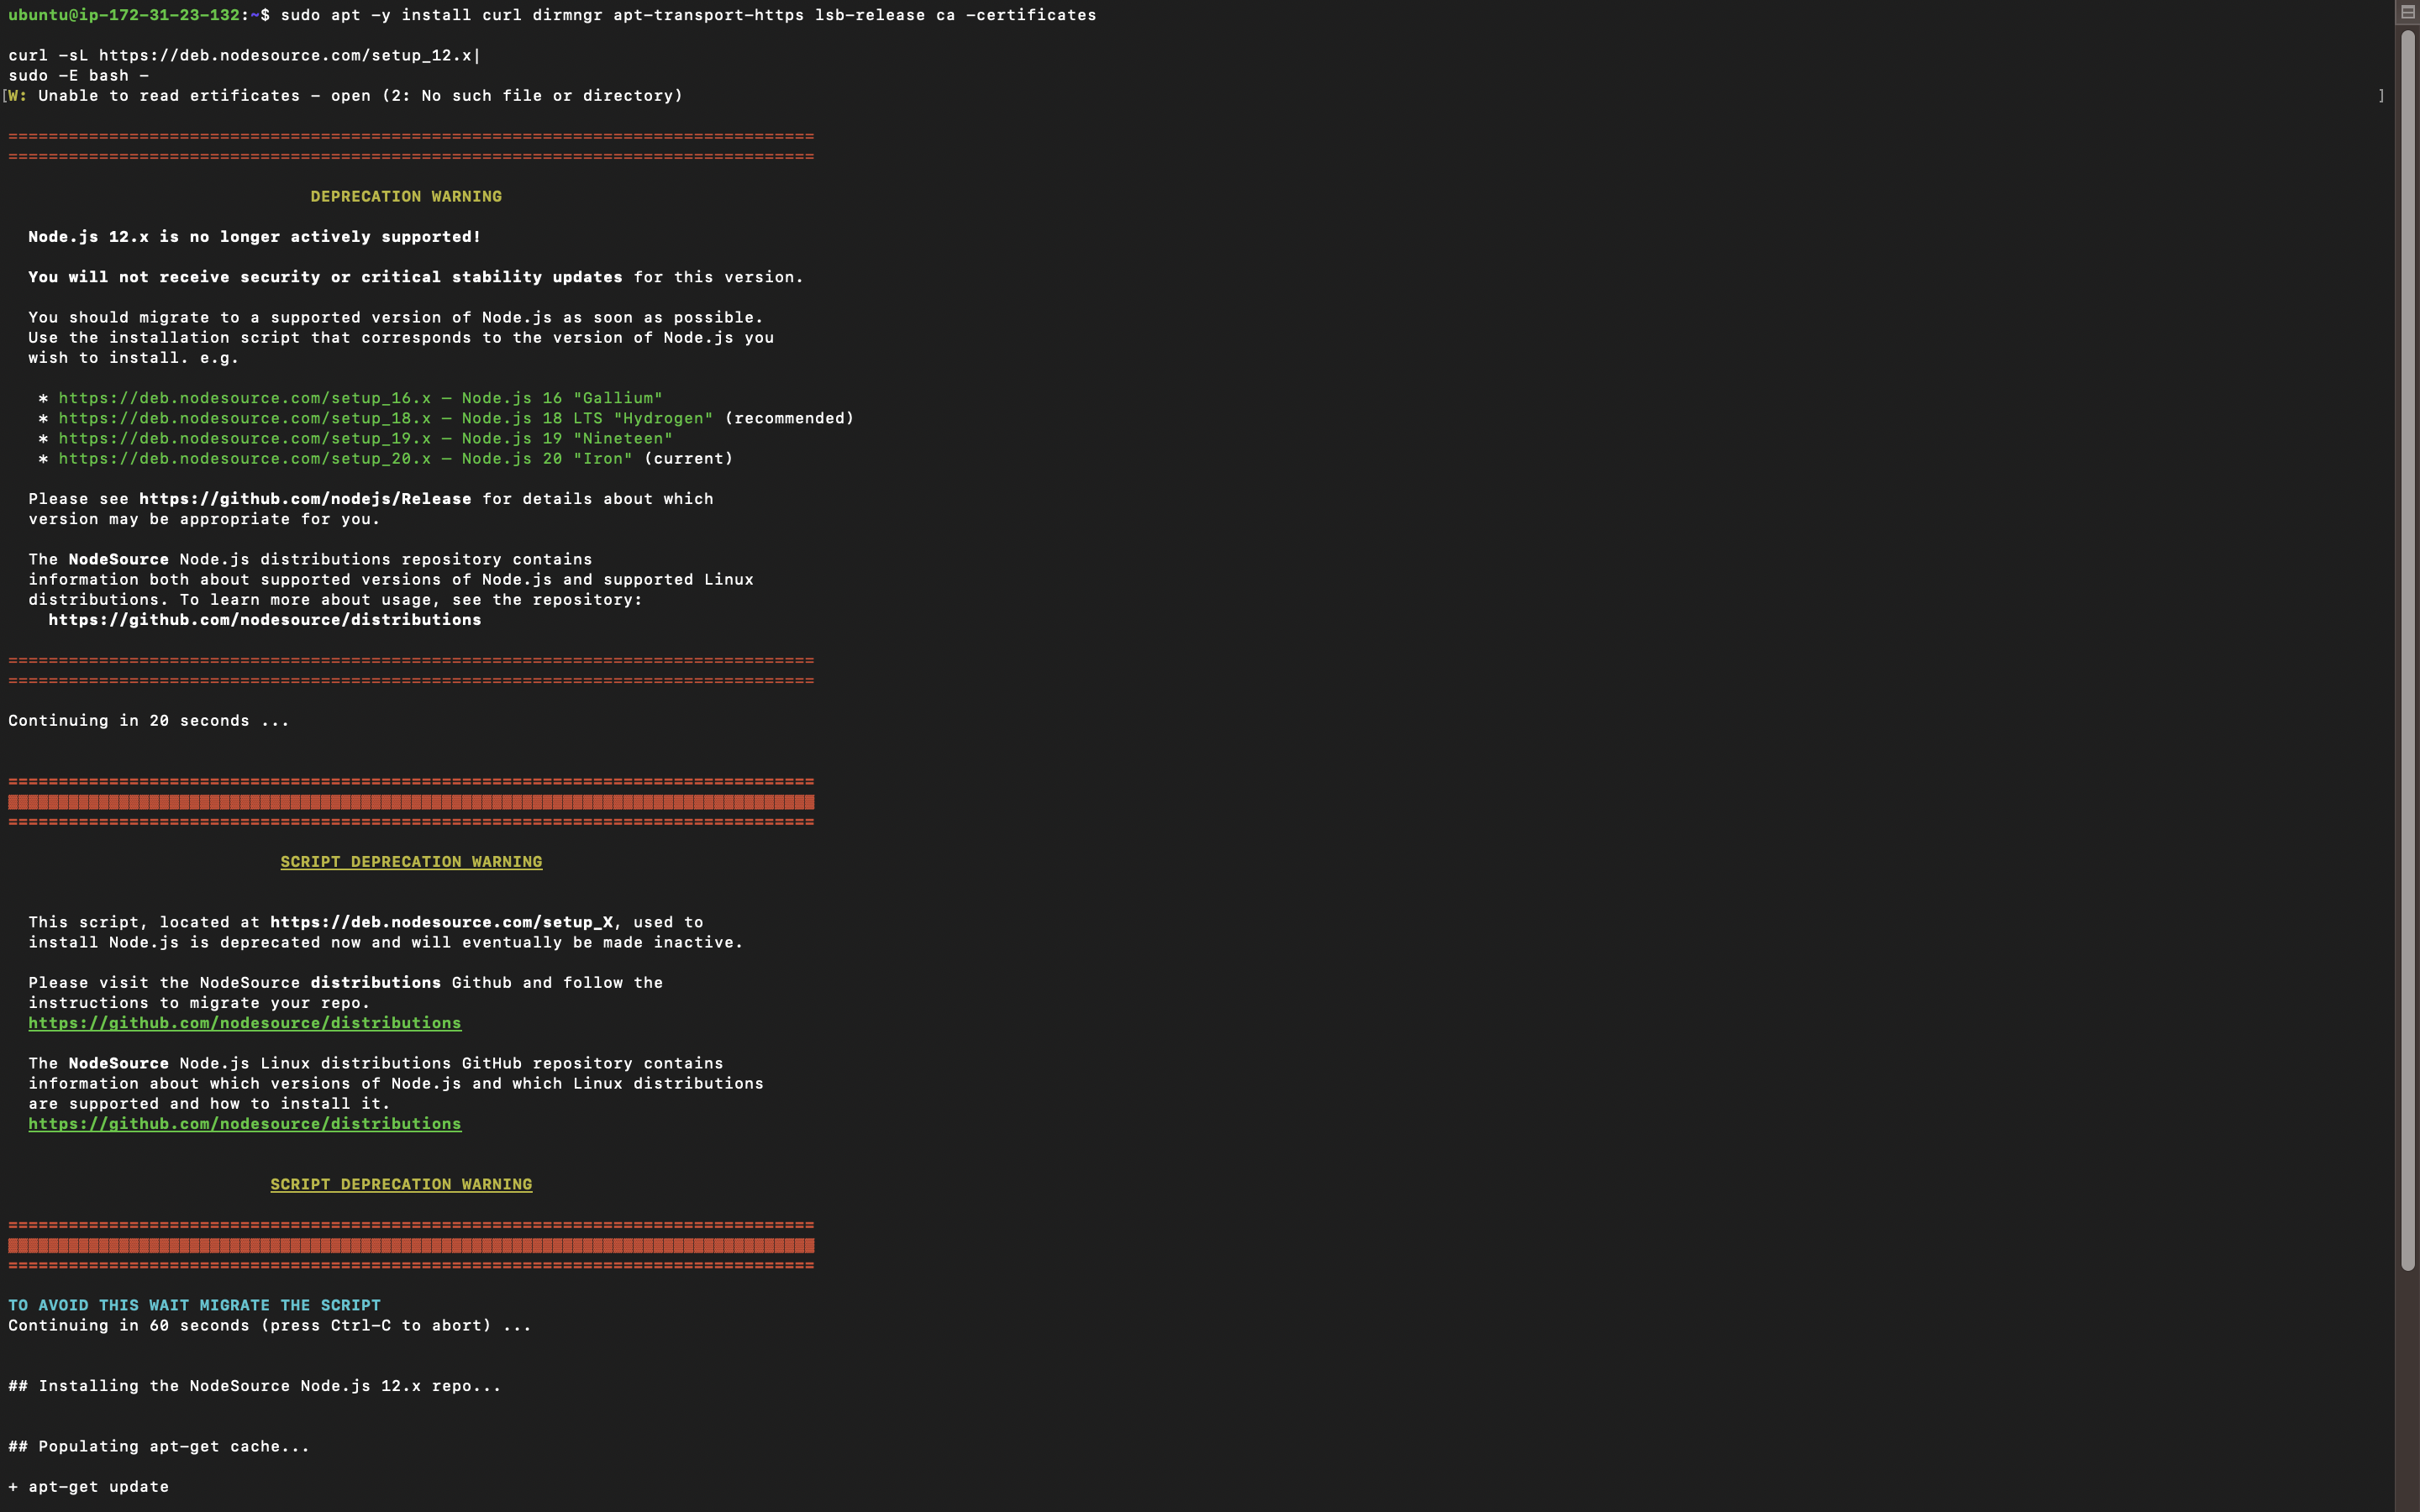 ubuntu@ip-172-31-23-132:~$ sudo apt -y install curl dirmngr apt-transport-https lsb-release ca -certificates
curl -sL https://deb.nodesource.com/setup_12.x|
sudo -E bash -
[W: Unable to read ertificates - open (2: No such file or directory) ]
================================================================================
================================================================================
DEPRECATION WARNING
Node.js 12.x is no longer actively supported!
You will not receive security or critical stability updates for this version.
You should migrate to a supported version of Node.js as soon as possible.
Use the installation script that corresponds to the version of Node.js you
wish to install. e.g.
* https://deb.nodesource.com/setup_16.x — Node.js 16 "Gallium"
* https://deb.nodesource.com/setup_18.x — Node.js 18 LTS "Hydrogen" (recommended)
* https://deb.nodesource.com/setup_19.x — Node.js 19 "Nineteen"
* https://deb.nodesource.com/setup_20.x — Node.js 20 "Iron" (current)
Please see https://github.com/nodejs/Release for details about which
version may be appropriate for you.
The NodeSource Node.js distributions repository contains
information both about supported versions of Node.js and supported Linux
distributions. To learn more about usage, see the repository:
https://github.com/nodesource/distributions
================================================================================
================================================================================
Continuing in 20 seconds ...
================================================================================
▓▓▓▓▓▓▓▓▓▓▓▓▓▓▓▓▓▓▓▓▓▓▓▓▓▓▓▓▓▓▓▓▓▓▓▓▓▓▓▓▓▓▓▓▓▓▓▓▓▓▓▓▓▓▓▓▓▓▓▓▓▓▓▓▓▓▓▓▓▓▓▓▓▓▓▓▓▓▓▓
================================================================================
SCRIPT DEPRECATION WARNING
This script, located at https://deb.nodesource.com/setup_X, used to
install Node.js is deprecated now and will eventually be made inactive.
Please visit the NodeSource distributions Github and follow the
instructions to migrate your repo.
https://github.com/nodesource/distributions
The NodeSource Node.js Linux distributions GitHub repository contains
information about which versions of Node.js and which Linux distributions
are supported and how to install it.
https://github.com/nodesource/distributions
SCRIPT DEPRECATION WARNING
================================================================================
▓▓▓▓▓▓▓▓▓▓▓▓▓▓▓▓▓▓▓▓▓▓▓▓▓▓▓▓▓▓▓▓▓▓▓▓▓▓▓▓▓▓▓▓▓▓▓▓▓▓▓▓▓▓▓▓▓▓▓▓▓▓▓▓▓▓▓▓▓▓▓▓▓▓▓▓▓▓▓▓
================================================================================
TO AVOID THIS WAIT MIGRATE THE SCRIPT
Continuing in 60 seconds (press Ctrl-C to abort) ...
## Installing the NodeSource Node.js 12.x repo...
## Populating apt-get cache...
+ apt-get update